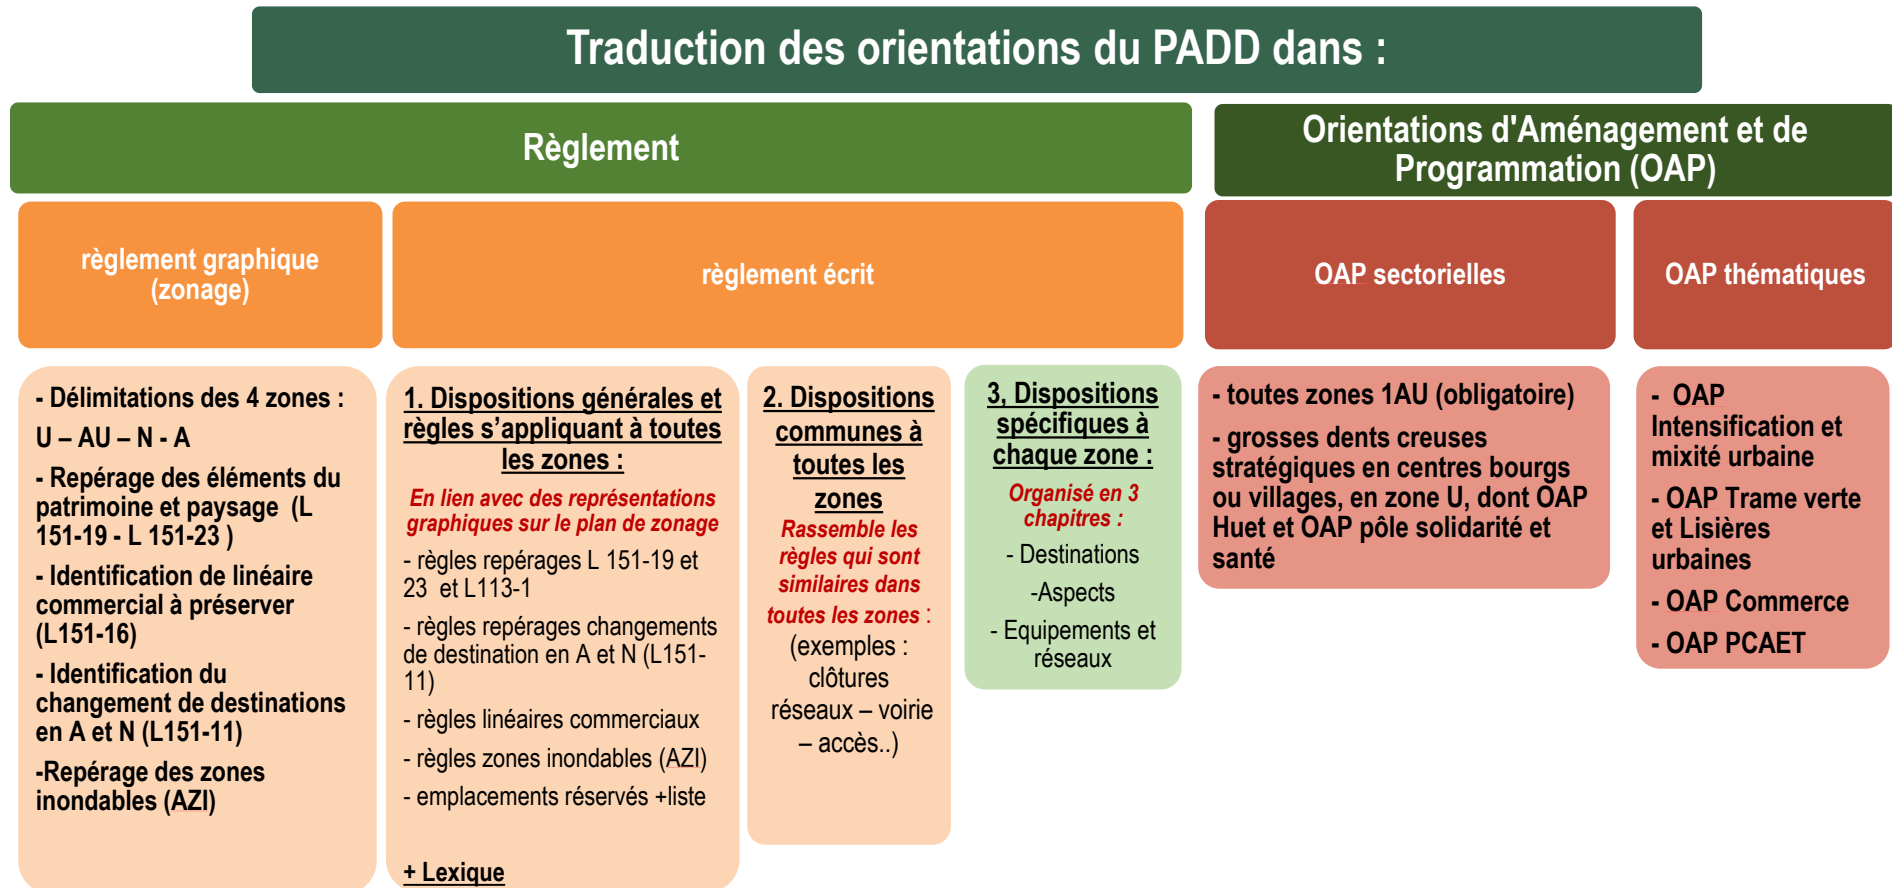 Traduction des orientations du PADD dans :
Règlement
Orientations d'Aménagement et de
Programmation (OAP)
règlement graphique
(zonage)
règlement écrit
OAP sectorielles
OAP thématiques
- Délimitations des 4 zones :
U – AU – N - A
- Repérage des éléments du
patrimoine et paysage (L
151-19 - L 151-23 )
- Identification de linéaire
commercial à préserver
(L151-16)
- Identification du
changement de destinations
en A et N (L151-11)
-Repérage des zones
inondables (AZI)
1. Dispositions générales et
règles s’appliquant à toutes
les zones :
En lien avec des représentations
graphiques sur le plan de zonage
- règles repérages L 151-19 et
23 et L113-1
- règles repérages changements
de destination en A et N (L151-
11)
- règles linéaires commerciaux
- règles zones inondables (AZI)
- emplacements réservés +liste
+ Lexique
2. Dispositions
communes à
toutes les
zones
Rassemble les
règles qui sont
similaires dans
toutes les zones :
(exemples :
clôtures
réseaux – voirie
– accès..)
3, Dispositions
spécifiques à
chaque zone :
Organisé en 3
chapitres :
- Destinations
-Aspects
- Equipements et
réseaux
- toutes zones 1AU (obligatoire)
- grosses dents creuses
stratégiques en centres bourgs
ou villages, en zone U, dont OAP
Huet et OAP pôle solidarité et
santé
- OAP
Intensification et
mixité urbaine
- OAP Trame verte
et Lisières
urbaines
- OAP Commerce
- OAP PCAET